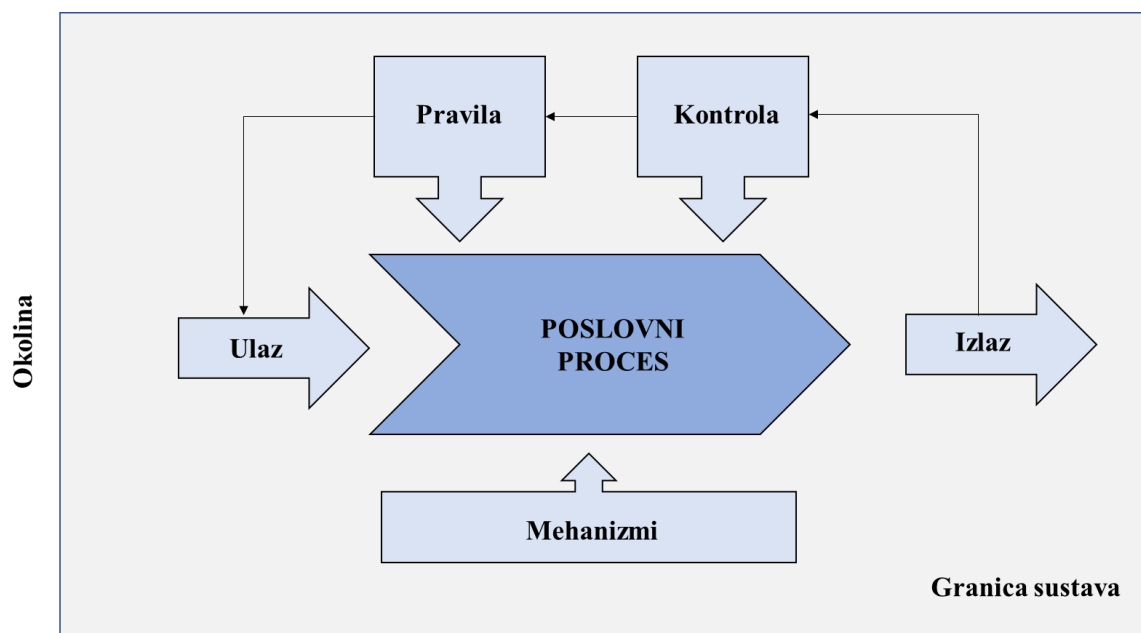 Pravila
Kontrola
Okolina
Ulaz
POSLOVNI
PROCES
Izlaz
Mehanizmi
Granica sustava